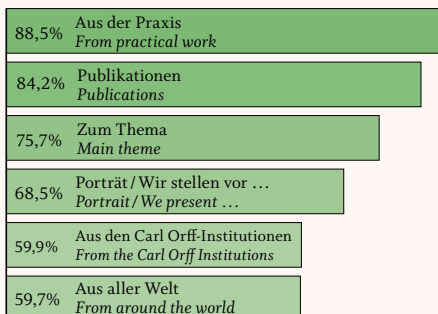 88,5% Aus der Praxis
From practical work
84,2% Publikationen
Publications
75,7% Zum Thema
Main theme
68,5% Porträt / Wir stellen vor …
Portrait / We present …
59,9% Aus den Carl Orff-Institutionen
From the Carl Orff Institutions
59,7% Aus aller Welt
From around the world